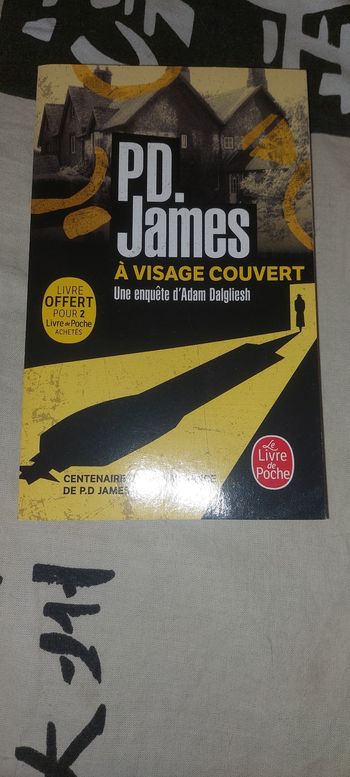 P.D.
James
À VISAGE COUVERT
Une enquête d'Adam Dalgliesh
LIVRE
OFFERT
POUR 2
Livre de Poche
ACHETÉS
CENTENAIRE
DE P.D JAMES
Le
Livre
de
Poche